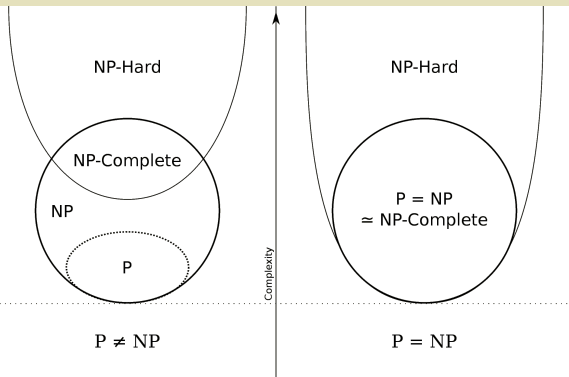 NP-Hard
NP-Complete
NP
P
P ≠ NP
Complexity
NP-Hard
P = NP
≃ NP-Complete
P = NP